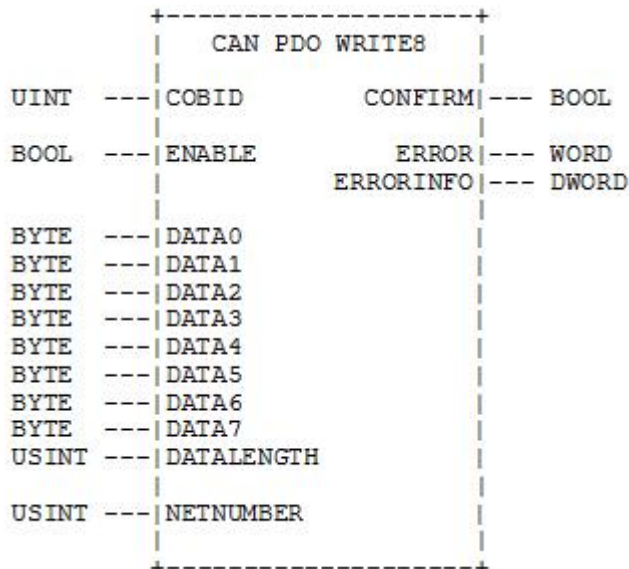 +---------------------+
| CAN PDO WRITE8 |
UINT ---|COBID CONFIRM|--- BOOL
BOOL ---|ENABLE ERROR|--- WORD
| ERRORINFO|--- DWORD
BYTE ---|DATA0 |
BYTE ---|DATA1 |
BYTE ---|DATA2 |
BYTE ---|DATA3 |
BYTE ---|DATA4 |
BYTE ---|DATA5 |
BYTE ---|DATA6 |
BYTE ---|DATA7 |
USINT ---|DATALENGTH |
USINT ---|NETNUMBER |
+---------------------+